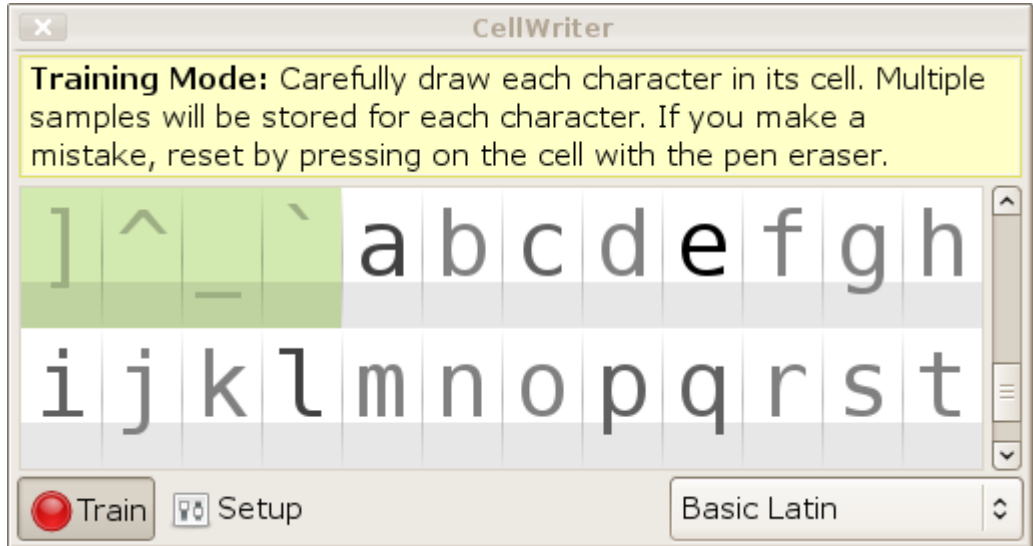 CellWriter
Training Mode: Carefully draw each character in its cell. Multiple
samples will be stored for each character. If you make a
mistake, reset by pressing on the cell with the pen eraser.
] ^ _ ` a b c d e f g h
i j k l m n o p q r s t
Train Setup Basic Latin